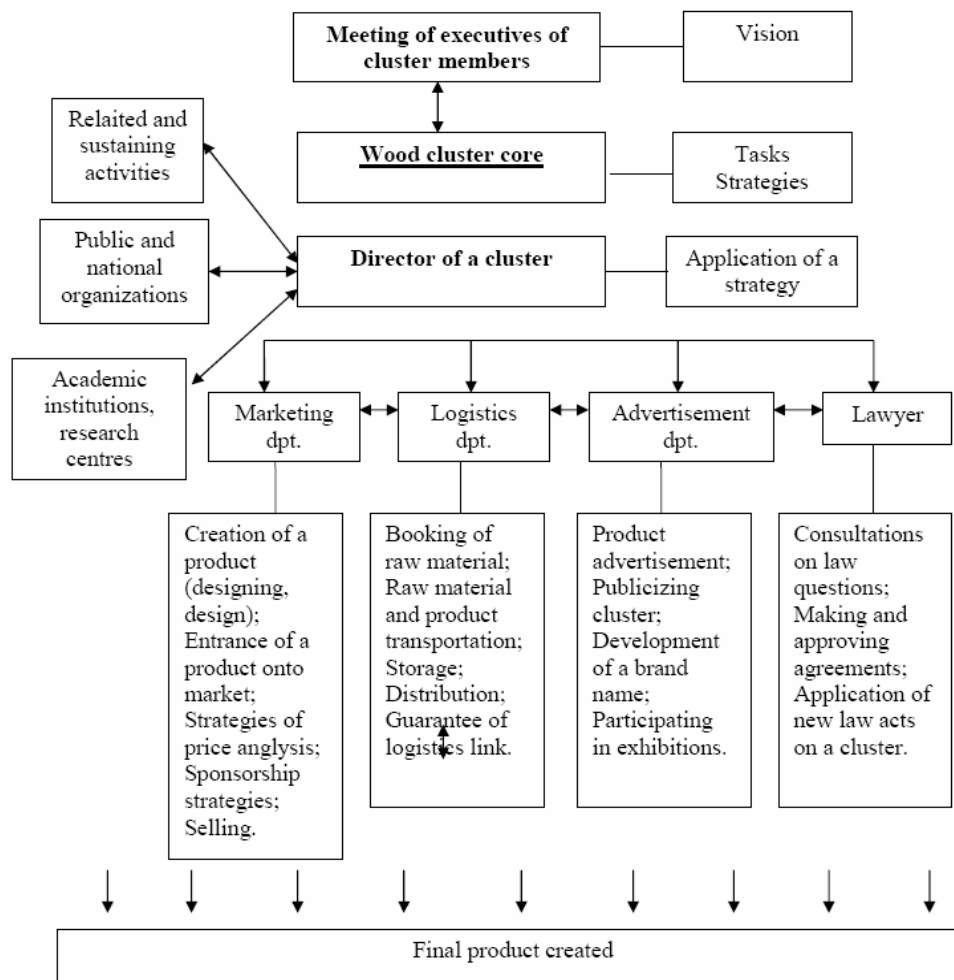 Meeting of executives of
cluster members
Vision
Relaited and
sustaining
activities
Wood cluster core
Tasks
Strategies
Public and
national
organizations
Director of a cluster
Application of a
strategy
Academic
institutions,
research
centres
Marketing
dpt.
Logistics
dpt.
Advertisement
dpt.
Lawyer
Creation of a
product
(designing,
design);
Entrance of a
product onto
market;
Strategies of
price anglysis;
Sponsorship
strategies;
Selling.
Booking of
raw material;
Raw material
and product
transportation;
Storage;
Distribution;
Guarantee of
logistics link.
Product
advertisement;
Publicizing
cluster;
Development
of a brand
name;
Participating
in exhibitions.
Consultations
on law
questions;
Making and
approving
agreements;
Application of
new law acts
on a cluster.
Final product created